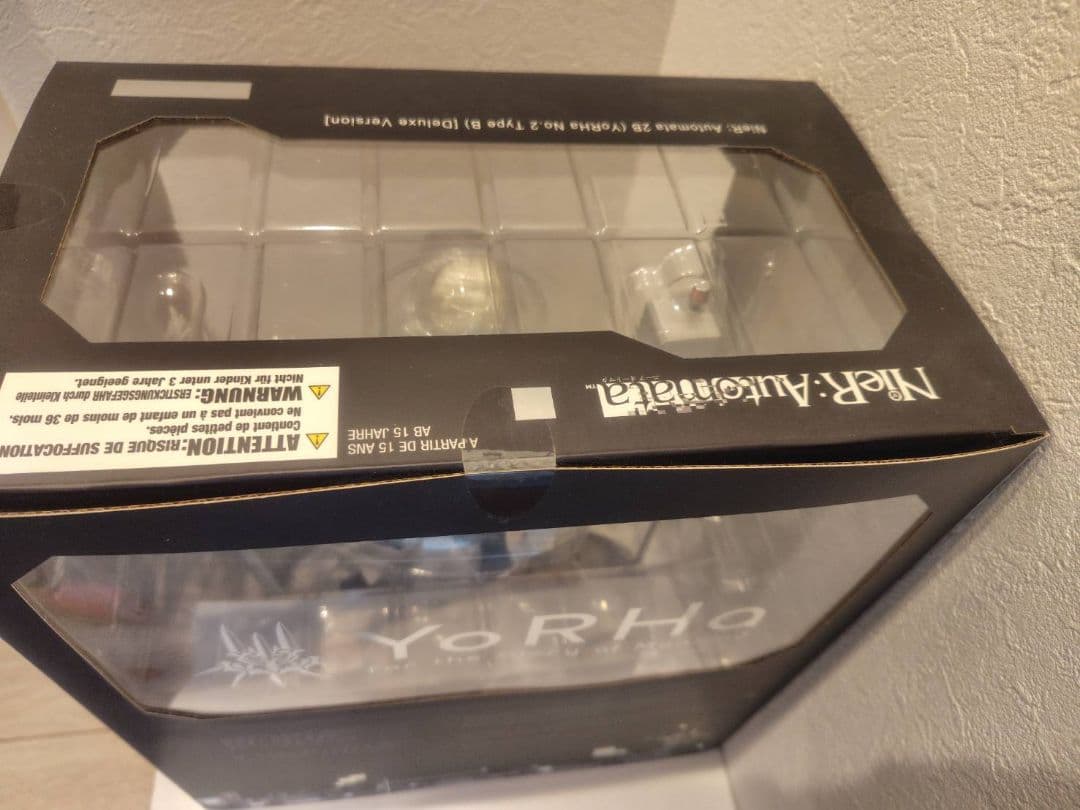 NieR: Automata 2B (YoRHa No.2 Type B) [Deluxe Version]
NieR:Automata™
A PARTIR DE 15 ANS
AB 15 JAHRE
ATTENTION:RISQUE DE SUFFOCATION
Contient de petites pièces.
Ne convient pas à un enfant de moins de 36 mois.
WARNUNG: ERSTICKUNGSGEFAHR durch Kleinteile
Nicht für Kinder unter 3 Jahre geeignet.
YoRHa